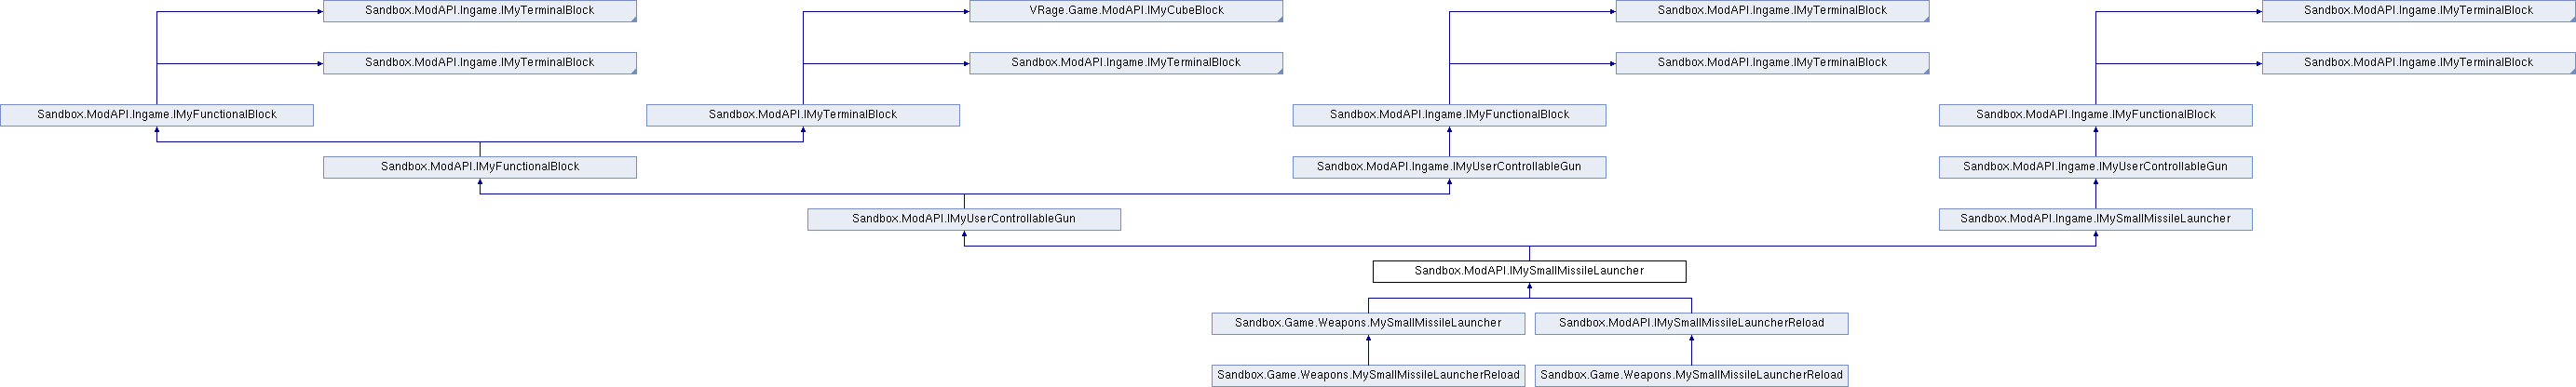 Sandbox.ModAPI.Ingame.IMyTerminalBlock
VRage.Game.ModAPI.IMyCubeBlock
Sandbox.ModAPI.Ingame.IMyTerminalBlock
Sandbox.ModAPI.Ingame.IMyTerminalBlock
Sandbox.ModAPI.Ingame.IMyTerminalBlock
Sandbox.ModAPI.Ingame.IMyTerminalBlock
Sandbox.ModAPI.Ingame.IMyTerminalBlock
Sandbox.ModAPI.Ingame.IMyTerminalBlock
Sandbox.ModAPI.Ingame.IMyFunctionalBlock
Sandbox.ModAPI.IMyTerminalBlock
Sandbox.ModAPI.Ingame.IMyFunctionalBlock
Sandbox.ModAPI.Ingame.IMyFunctionalBlock
Sandbox.ModAPI.IMyFunctionalBlock
Sandbox.ModAPI.Ingame.IMyUserControllableGun
Sandbox.ModAPI.Ingame.IMyUserControllableGun
Sandbox.ModAPI.IMyUserControllableGun
Sandbox.ModAPI.Ingame.IMySmallMissileLauncher
Sandbox.ModAPI.IMySmallMissileLauncher
Sandbox.Game.Weapons.MySmallMissileLauncher
Sandbox.ModAPI.IMySmallMissileLauncherReload
Sandbox.Game.Weapons.MySmallMissileLauncherReload
Sandbox.Game.Weapons.MySmallMissileLauncherReload